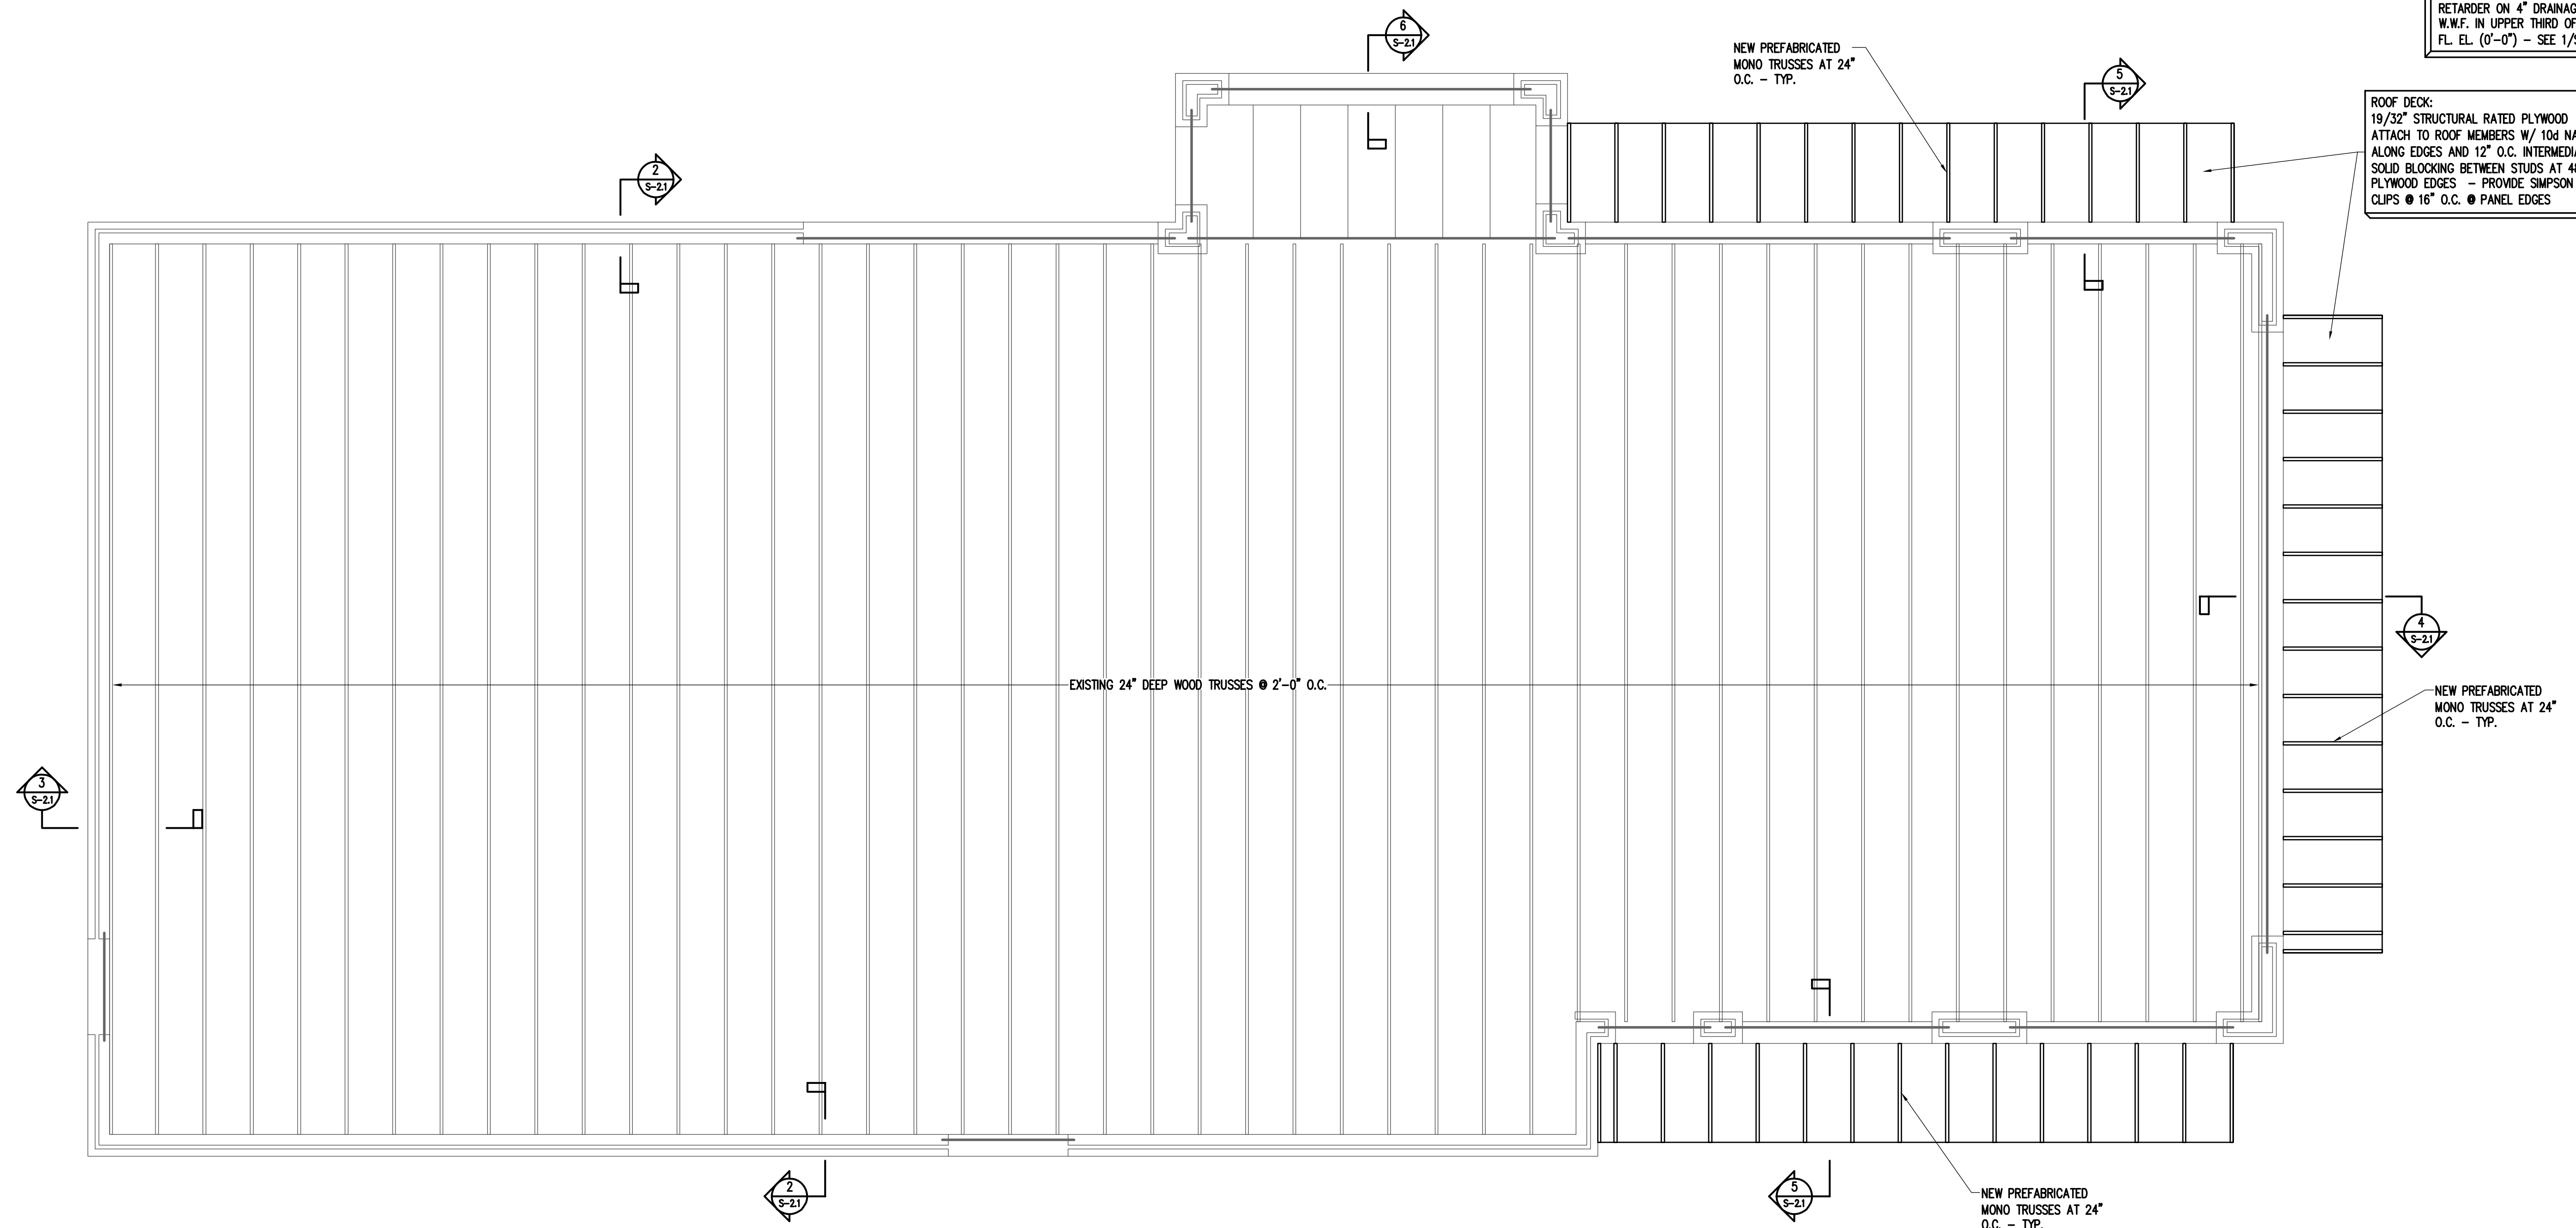 RETARDER ON 4" DRAINAG
W.W.F. IN UPPER THIRD OF
FL. EL. (0'-0") - SEE 1/
6
S-2.1
NEW PREFABRICATED
MONO TRUSSES AT 24"
O.C. - TYP.
5
S-2.1
ROOF DECK:
19/32" STRUCTURAL RATED PLYWOOD
ATTACH TO ROOF MEMBERS W/ 10d NA
ALONG EDGES AND 12" O.C. INTERMEDI
SOLID BLOCKING BETWEEN STUDS AT 4
PLYWOOD EDGES - PROVIDE SIMPSON
CLIPS @ 16" O.C. @ PANEL EDGES
2
S-2.1
4
S-2.1
EXISTING 24" DEEP WOOD TRUSSES @ 2'-0" O.C.
NEW PREFABRICATED
MONO TRUSSES AT 24"
O.C. - TYP.
3
S-2.1
2
S-2.1
5
S-2.1
NEW PREFABRICATED
MONO TRUSSES AT 24"
O.C. - TYP.